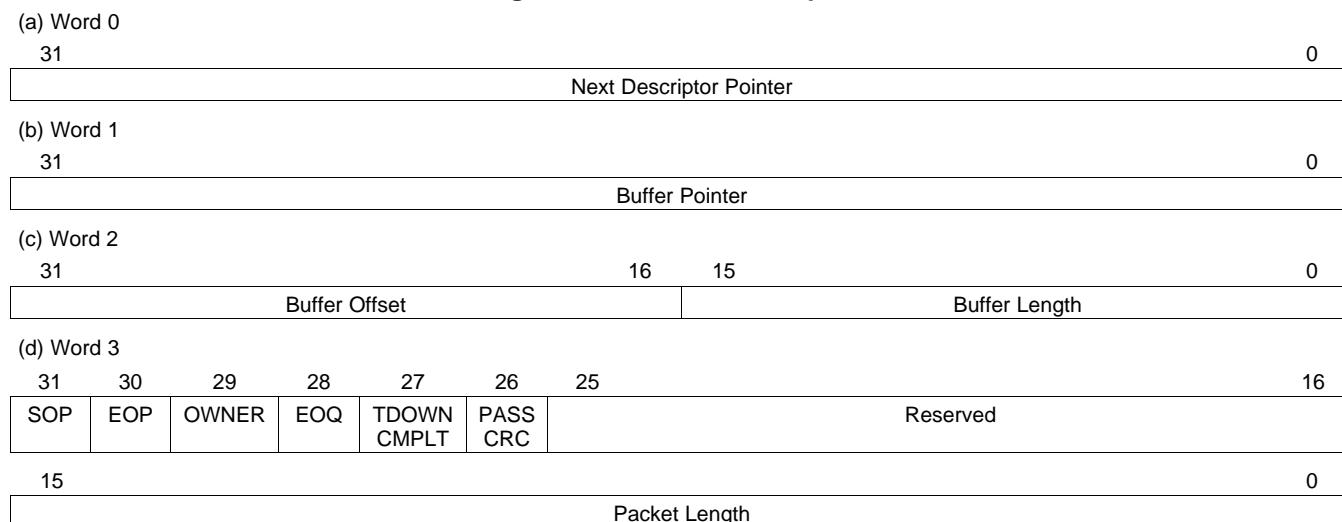 (a) Word 0
31 0
Next Descriptor Pointer
(b) Word 1
31 0
Buffer Pointer
(c) Word 2
31 16 15 0
Buffer Offset Buffer Length
(d) Word 3
31 30 29 28 27 26 25 16
SOP EOP OWNER EOQ TDOWN PASS Reserved
CMPLT CRC
15 0
Packet Length